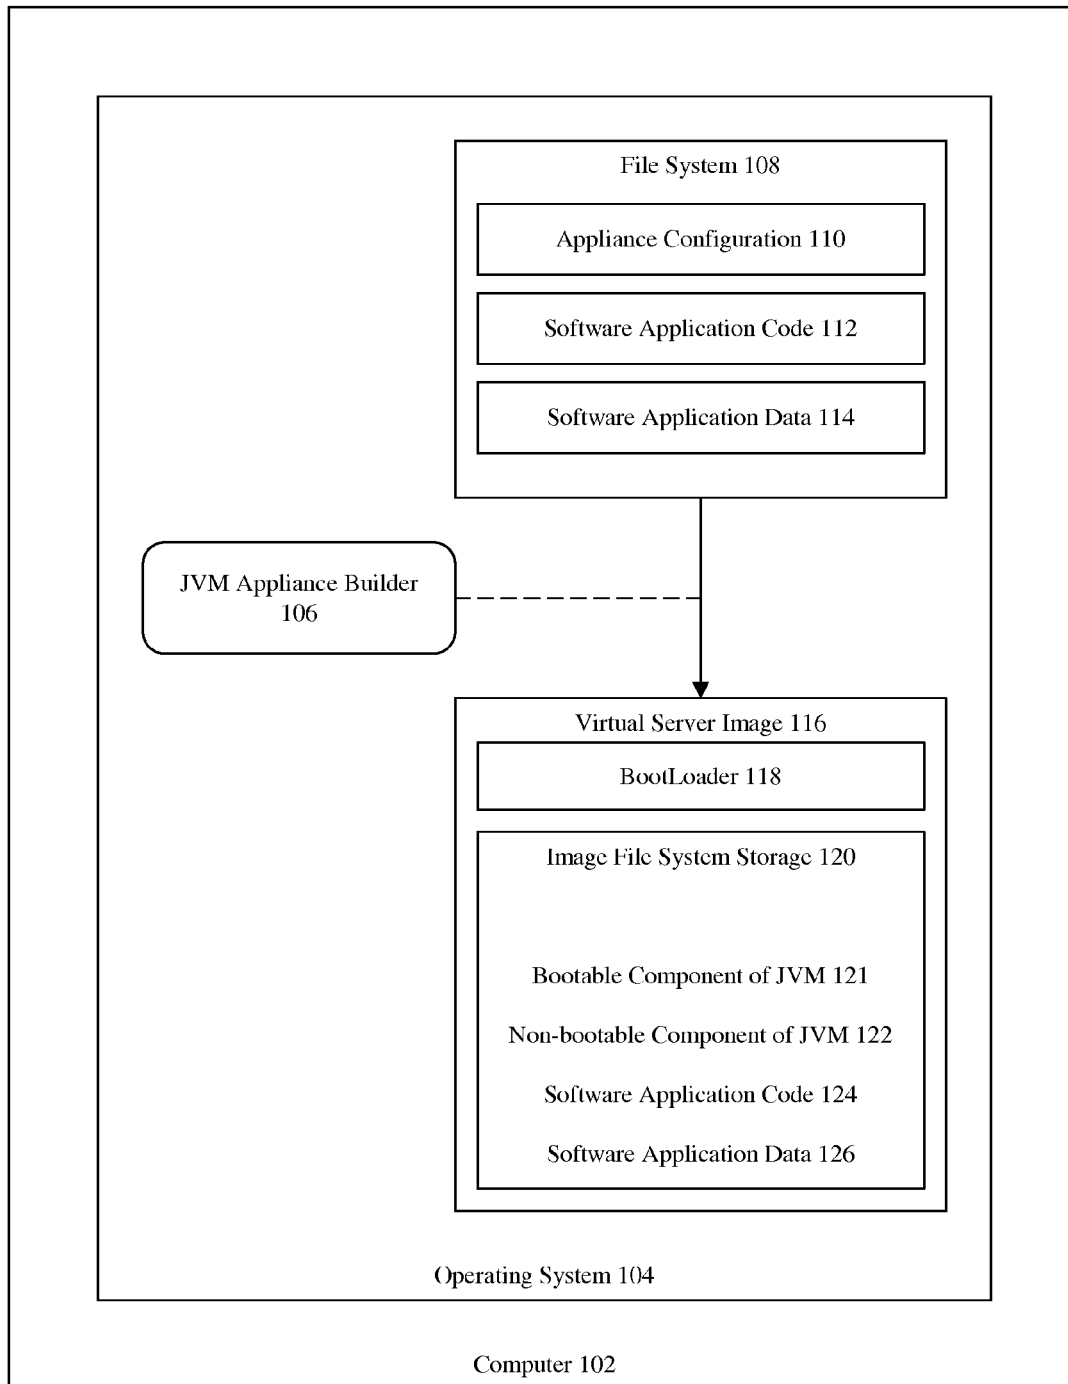 File System 108
Appliance Configuration 110
Software Application Code 112
Software Application Data 114
JVM Appliance Builder
106
Virtual Server Image 116
BootLoader 118
Image File System Storage 120
Bootable Component of JVM 121
Non-bootable Component of JVM 122
Software Application Code 124
Software Application Data 126
Operating System 104
Computer 102